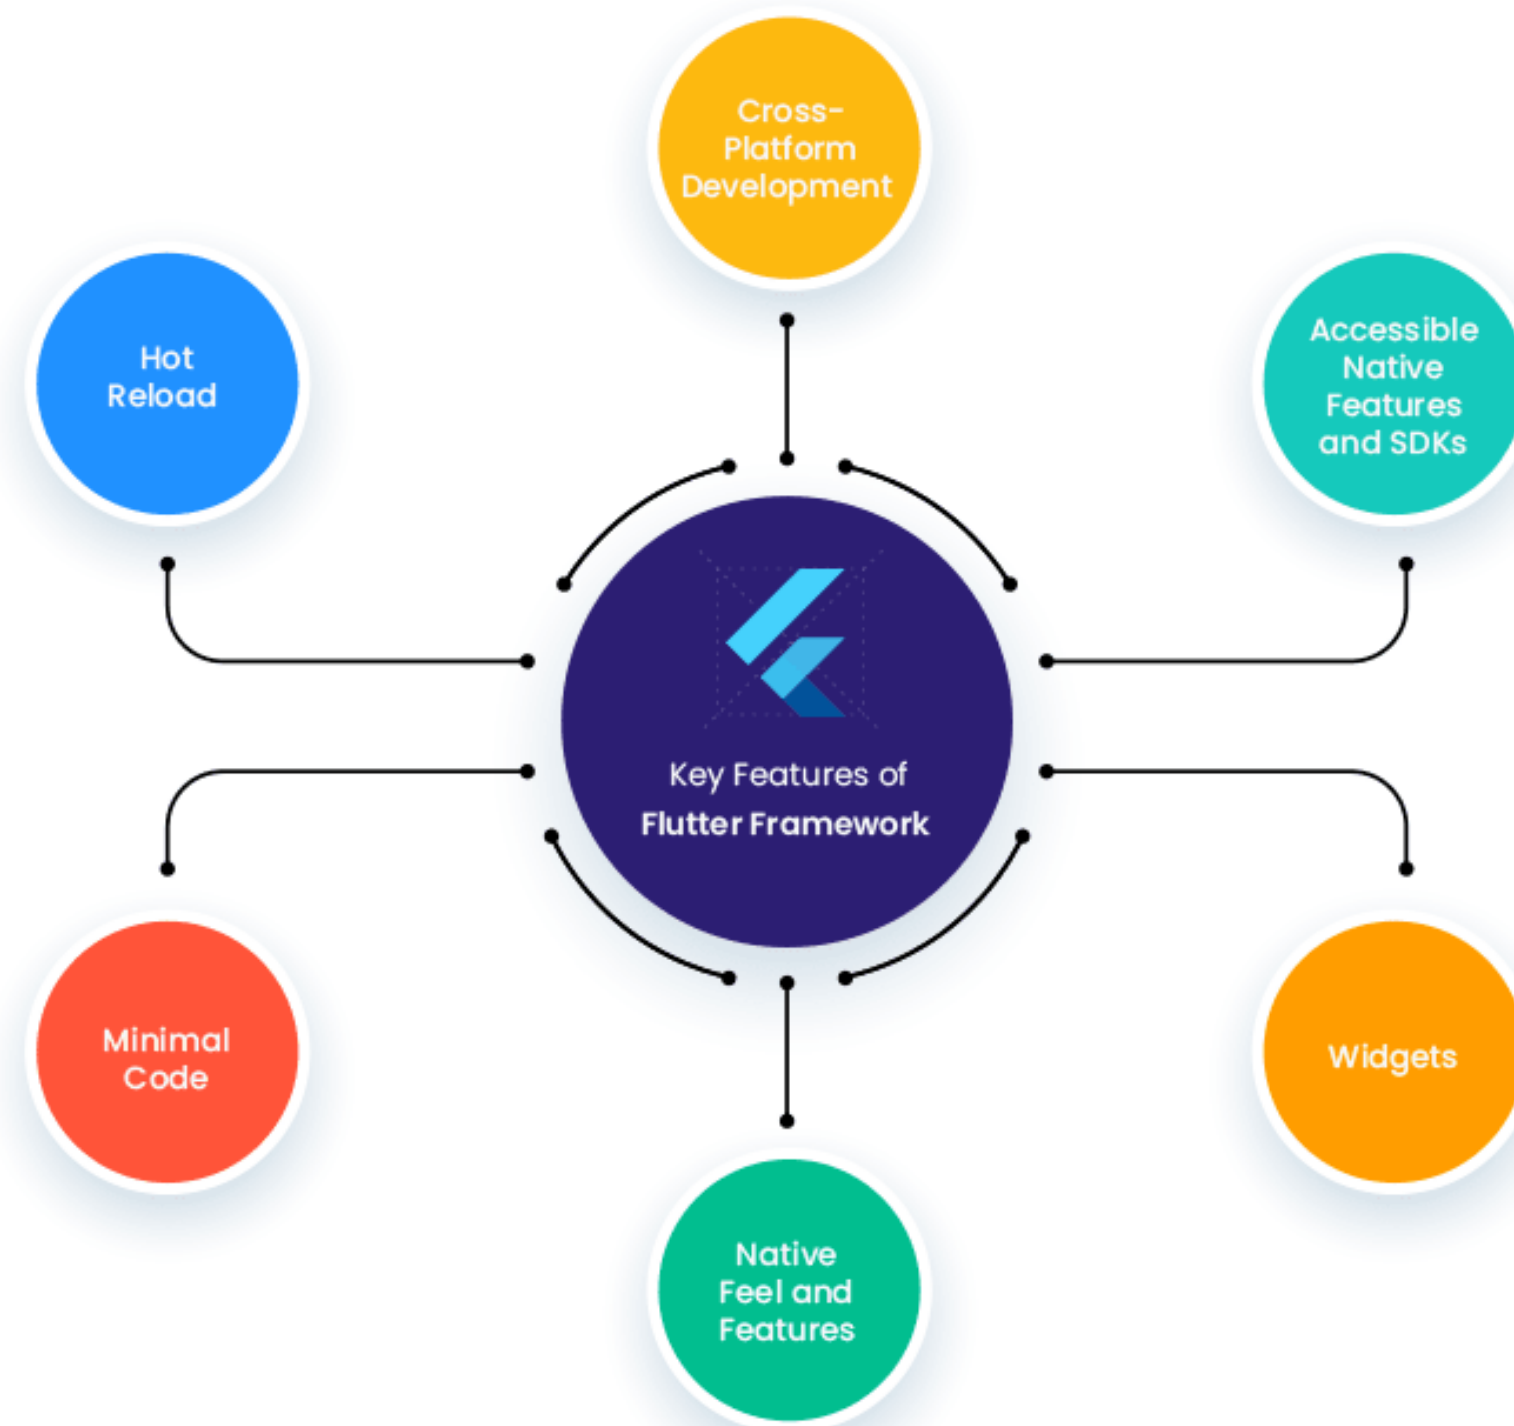 Cross-
Platform
Development
Hot
Reload
Accessible
Native
Features
and SDKs
Key Features of
Flutter Framework
Minimal
Code
Widgets
Native
Feel and
Features